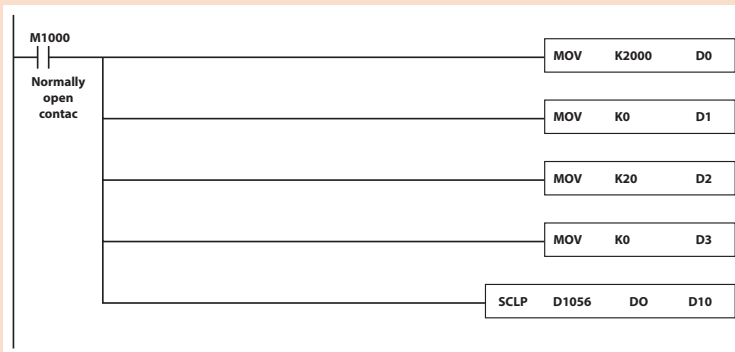 M1000
Normally
open
contac
MOV K2000 D0
MOV K0 D1
MOV K20 D2
MOV K0 D3
SCLP D1056 DO D10